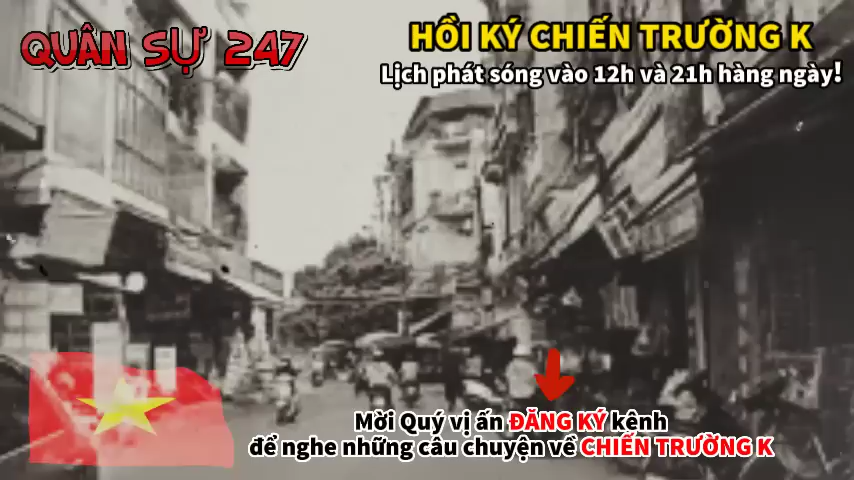 QUÂN SỰ 247
HỒI KÝ CHIẾN TRƯỜNG K
Lịch phát sóng vào 12h và 21h hàng ngày!
Mời Quý vị ấn ĐĂNG KÝ kênh
để nghe những câu chuyện về CHIẾN TRƯỜNG K